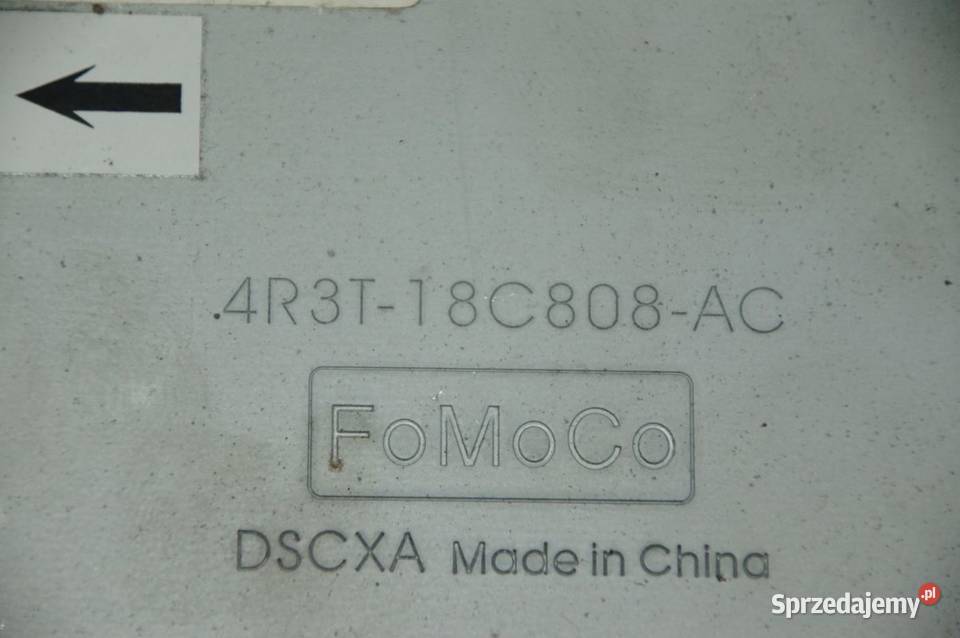 4R3T-18C808-AC
FoMoCo
DSCXA Made in China
Sprzedajemy.pl